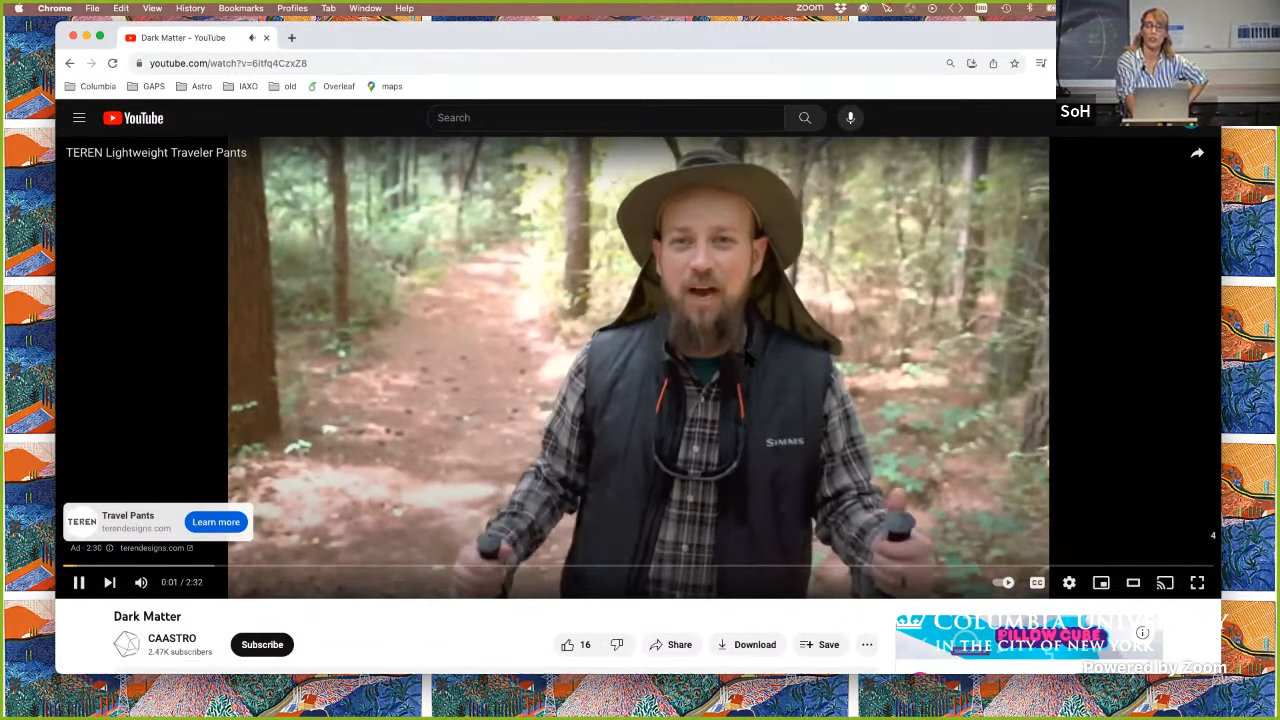 Chrome File Edit View History Bookmarks Profiles Tab Window Help
zoom
Dark Matter - YouTube
youtube.com/watch?v=6itfq4CzxZ8
Columbia GAPS Astro IAXO old Overleaf maps
SoH
YouTube
Search
TEREN Lightweight Traveler Pants
SIMMS
TEREN
Travel Pants
terendesigns.com
Learn more
Ad · 2:30 terendesigns.com
4
0:01 / 2:32
CC
Dark Matter
CAASTRO
2.47K subscribers
Subscribe
16
Share
Download
Save
COLUMBIA UNIVERSITY
IN THE CITY OF NEW YORK
PILLOW CUBE
Powered by Zoom